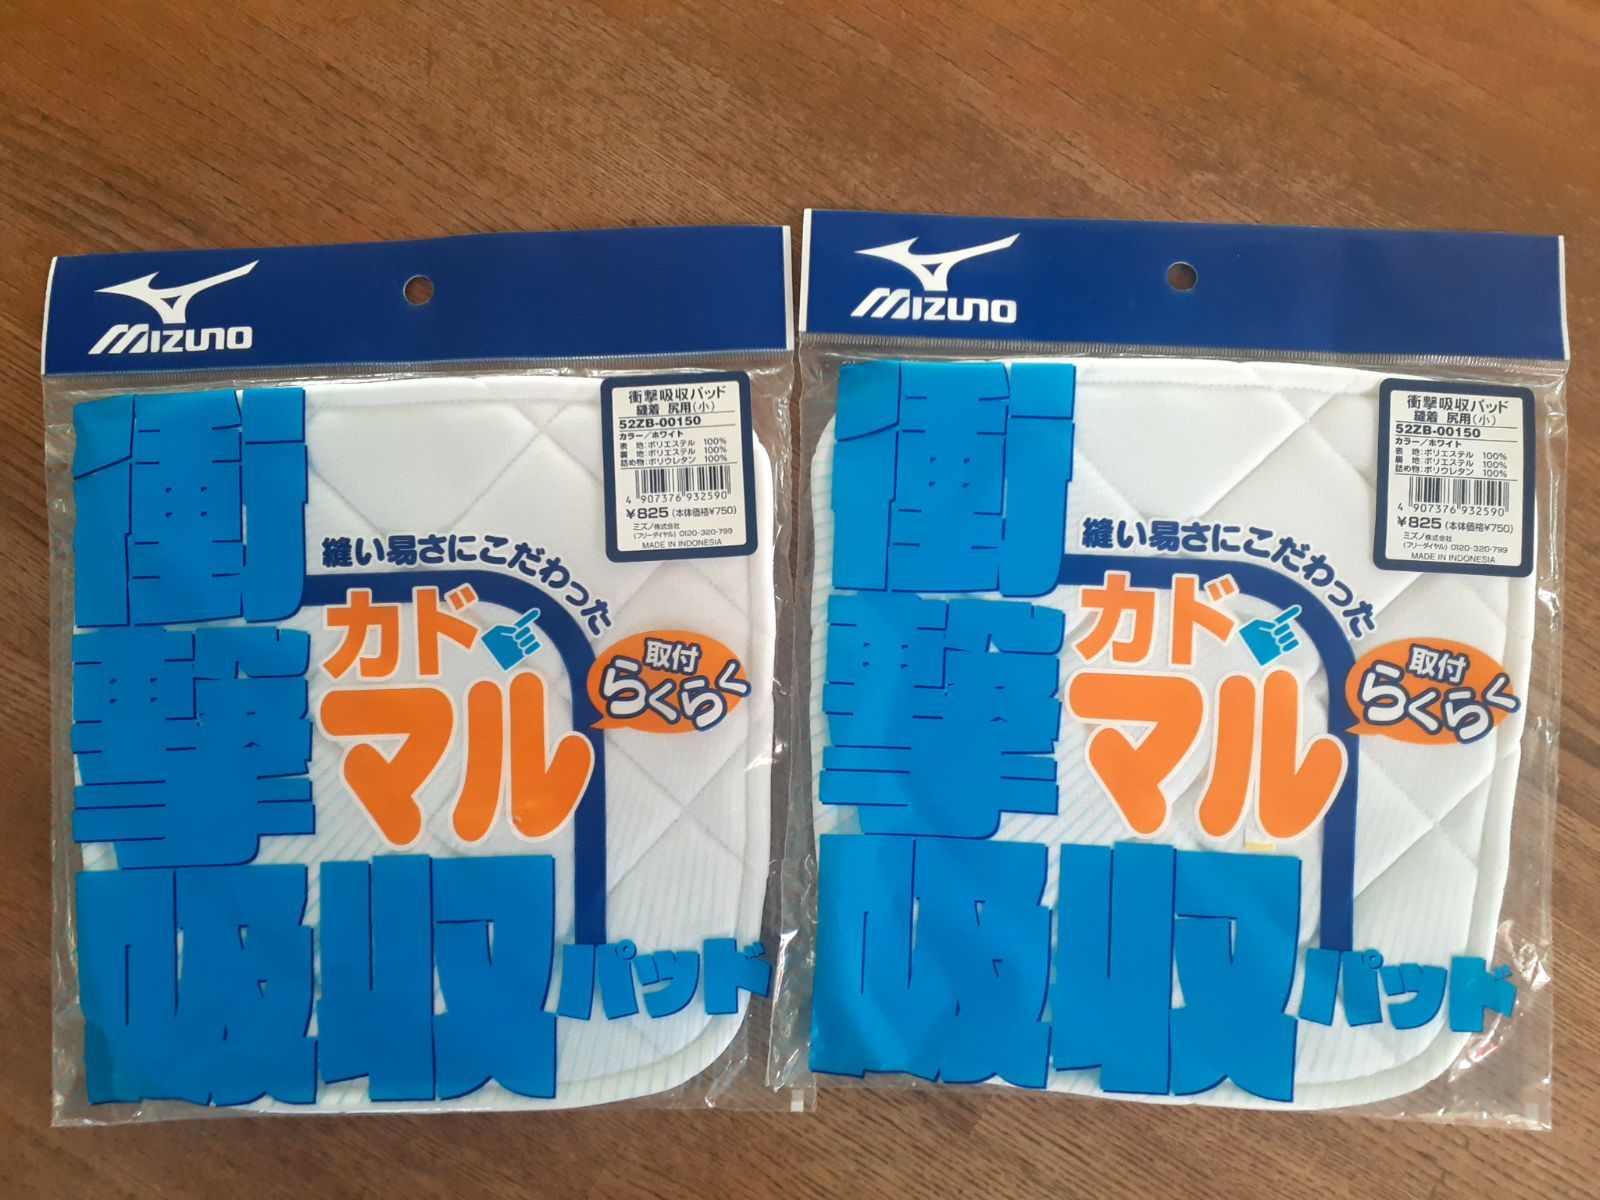 MIZUNO
衝撃吸収パッド
縫着 尻用(小)
52ZB-00150
カラー/ホワイト
表 地:ポリエステル 100%
裏 地:ポリエステル 100%
詰め物:ポリウレタン 100%
4 907376 932590
¥825 (本体価格¥750)
ミズノ株式会社
(フリーダイヤル) 0120-320-799
MADE IN INDONESIA
縫い易さにこだわった
カド
マル
取付
らくらく
衝撃
吸収パッド
MIZUNO
衝撃吸収パッド
縫着 尻用(小)
52ZB-00150
カラー/ホワイト
表 地:ポリエステル 100%
裏 地:ポリエステル 100%
詰め物:ポリウレタン 100%
4 907376 932590
¥825 (本体価格¥750)
ミズノ株式会社
(フリーダイヤル) 0120-320-799
MADE IN INDONESIA
縫い易さにこだわった
カド
マル
取付
らくらく
衝撃
吸収パッド